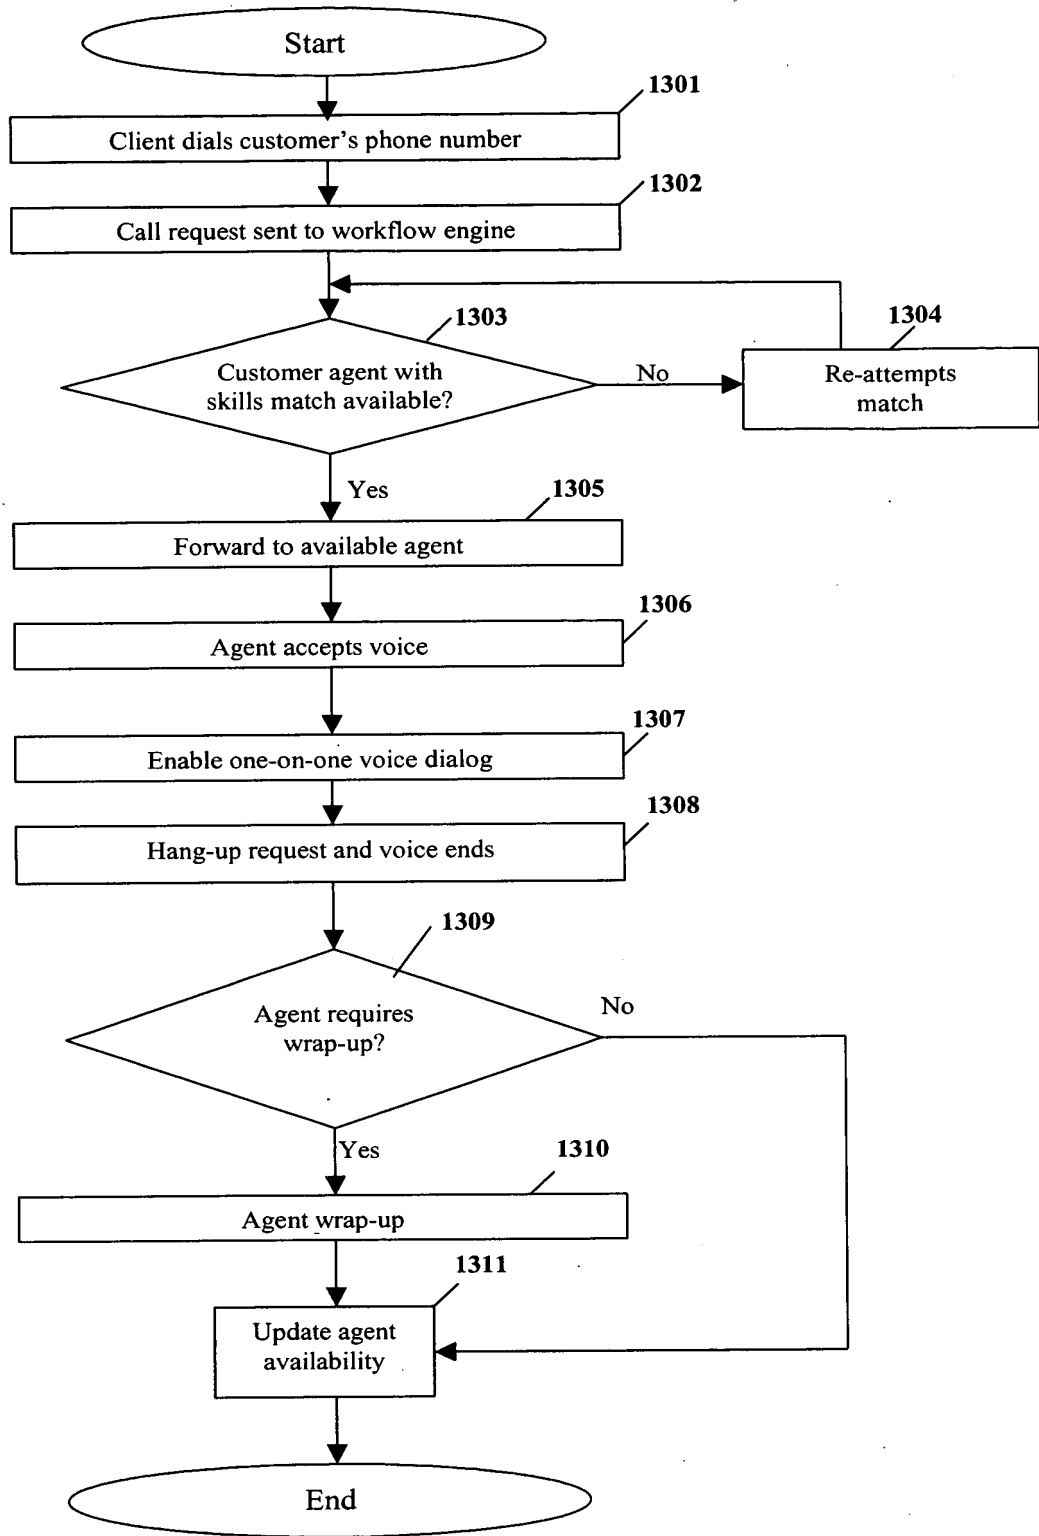 Start
1301
Client dials customer's phone number
1302
Call request sent to workflow engine
1303
Customer agent with
skills match available?
No
1304
Re-attempts
match
Yes
1305
Forward to available agent
1306
Agent accepts voice
1307
Enable one-on-one voice dialog
1308
Hang-up request and voice ends
1309
Agent requires
wrap-up?
No
Yes
1310
Agent wrap-up
1311
Update agent
availability
End